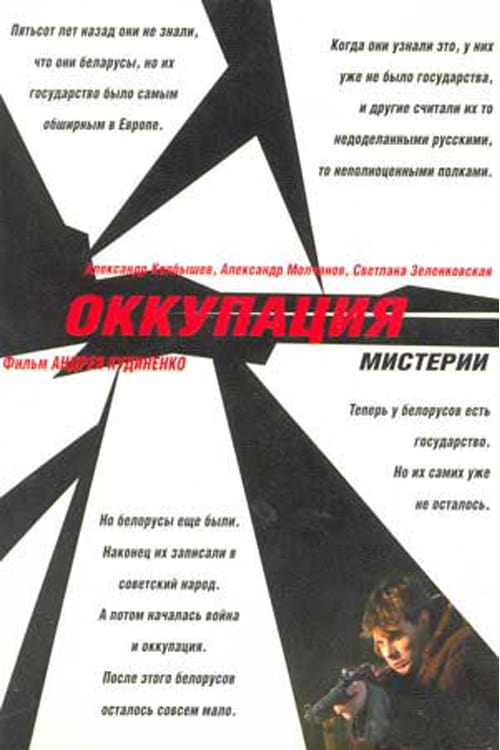 Пятьсот лет назад они не знали,
что они беларусы, но их
государство было самым
обширным в Европе.
Когда они узнали это, у них
уже не было государства,
и другие считали их то
недоделанными русскими,
то неполноценными полками.
Александр Колбышев, Александр Молчанов, Светлана Зеленковская
ОККУПАЦИЯ
Фильм АНДРЕЯ КУДИНЕНКО
МИСТЕРИИ
Теперь у белорусов есть
государство.
Но их самих уже
не осталось.
Но белорусы еще были.
Наконец их записали в
советский народ.
А потом началась война
и оккупация.
После этого белорусов
осталось совсем мало.